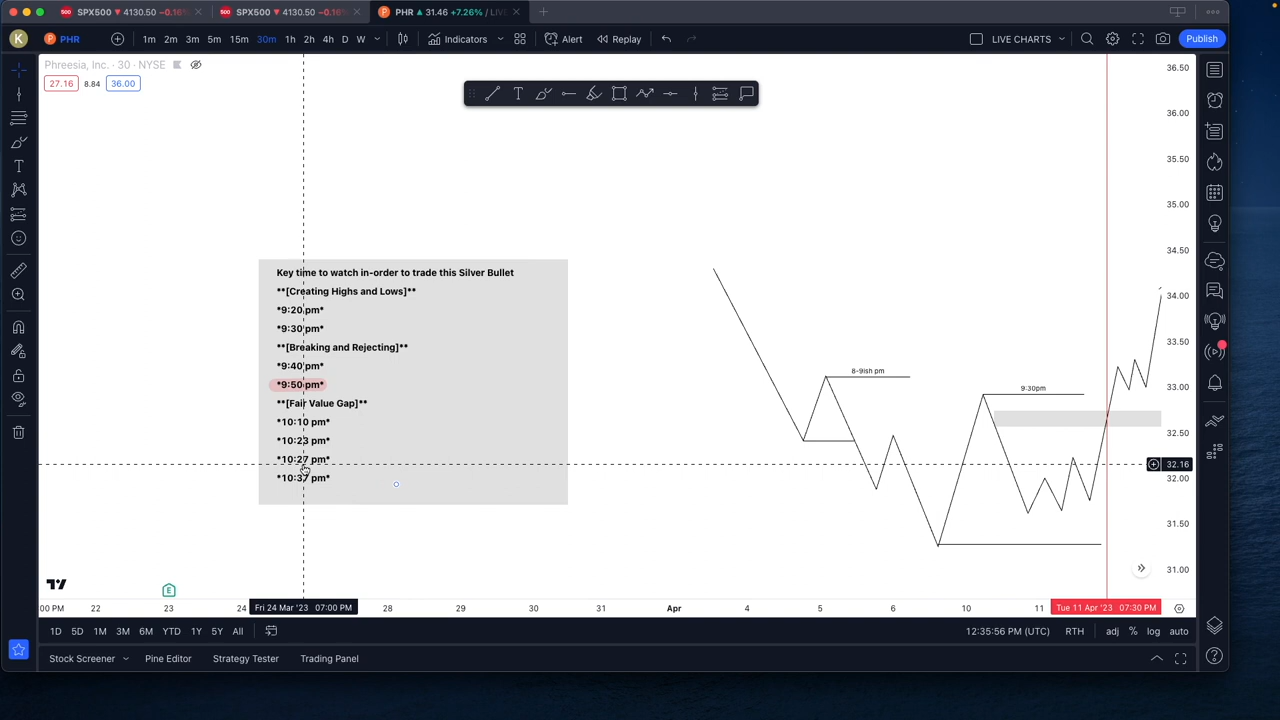 SPX500 ▼ 4130.50 −0.16%
SPX500 ▼ 4130.50 −0.16%
PHR ▲ 31.46 +7.26% / LIVE
K
PHR
1m 2m 3m 5m 15m 30m 1h 2h 4h D W
Indicators
Alert
Replay
LIVE CHARTS
Publish
Phreesia, Inc. · 30 · NYSE
27.16 8.84 36.00
36.50
36.00
35.50
35.00
34.50
34.00
33.50
33.00
32.50
32.16
32.00
31.50
31.00
Key time to watch in-order to trade this Silver Bullet
**[Creating Highs and Lows]**
*9:20 pm*
*9:30 pm*
**[Breaking and Rejecting]**
*9:40 pm*
*9:50 pm*
**[Fair Value Gap]**
*10:10 pm*
*10:23 pm*
*10:27 pm*
*10:37 pm*
8-9ish pm
9:30pm
E
:00 PM 22 23 24 Fri 24 Mar '23 07:00 PM 28 29 30 31 Apr 4 5 6 10 11 Tue 11 Apr '23 07:30 PM
1D 5D 1M 3M 6M YTD 1Y 5Y All
12:35:56 PM (UTC) RTH adj % log auto
Stock Screener Pine Editor Strategy Tester Trading Panel